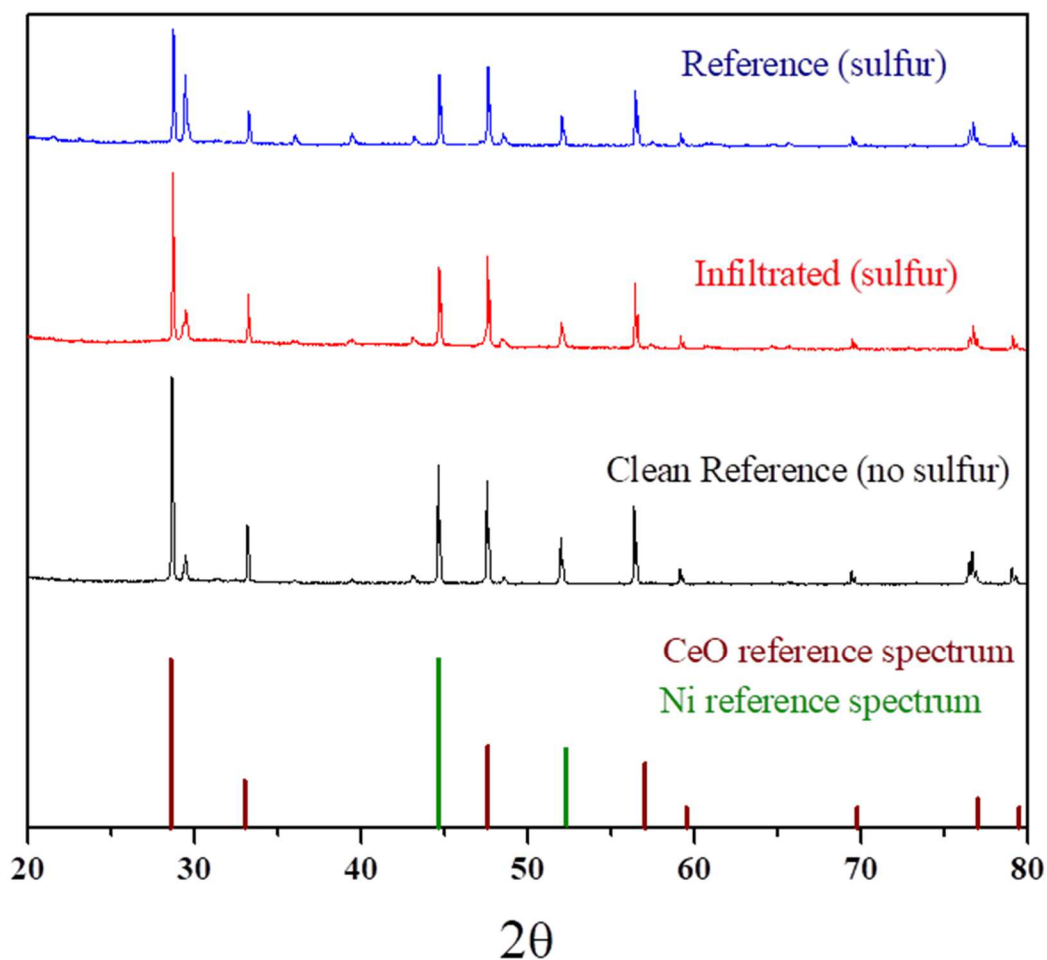 Reference (sulfur)
Infiltrated (sulfur)
Clean Reference (no sulfur)
CeO reference spectrum
Ni reference spectrum
20 30 40 50 60 70 80
2θ